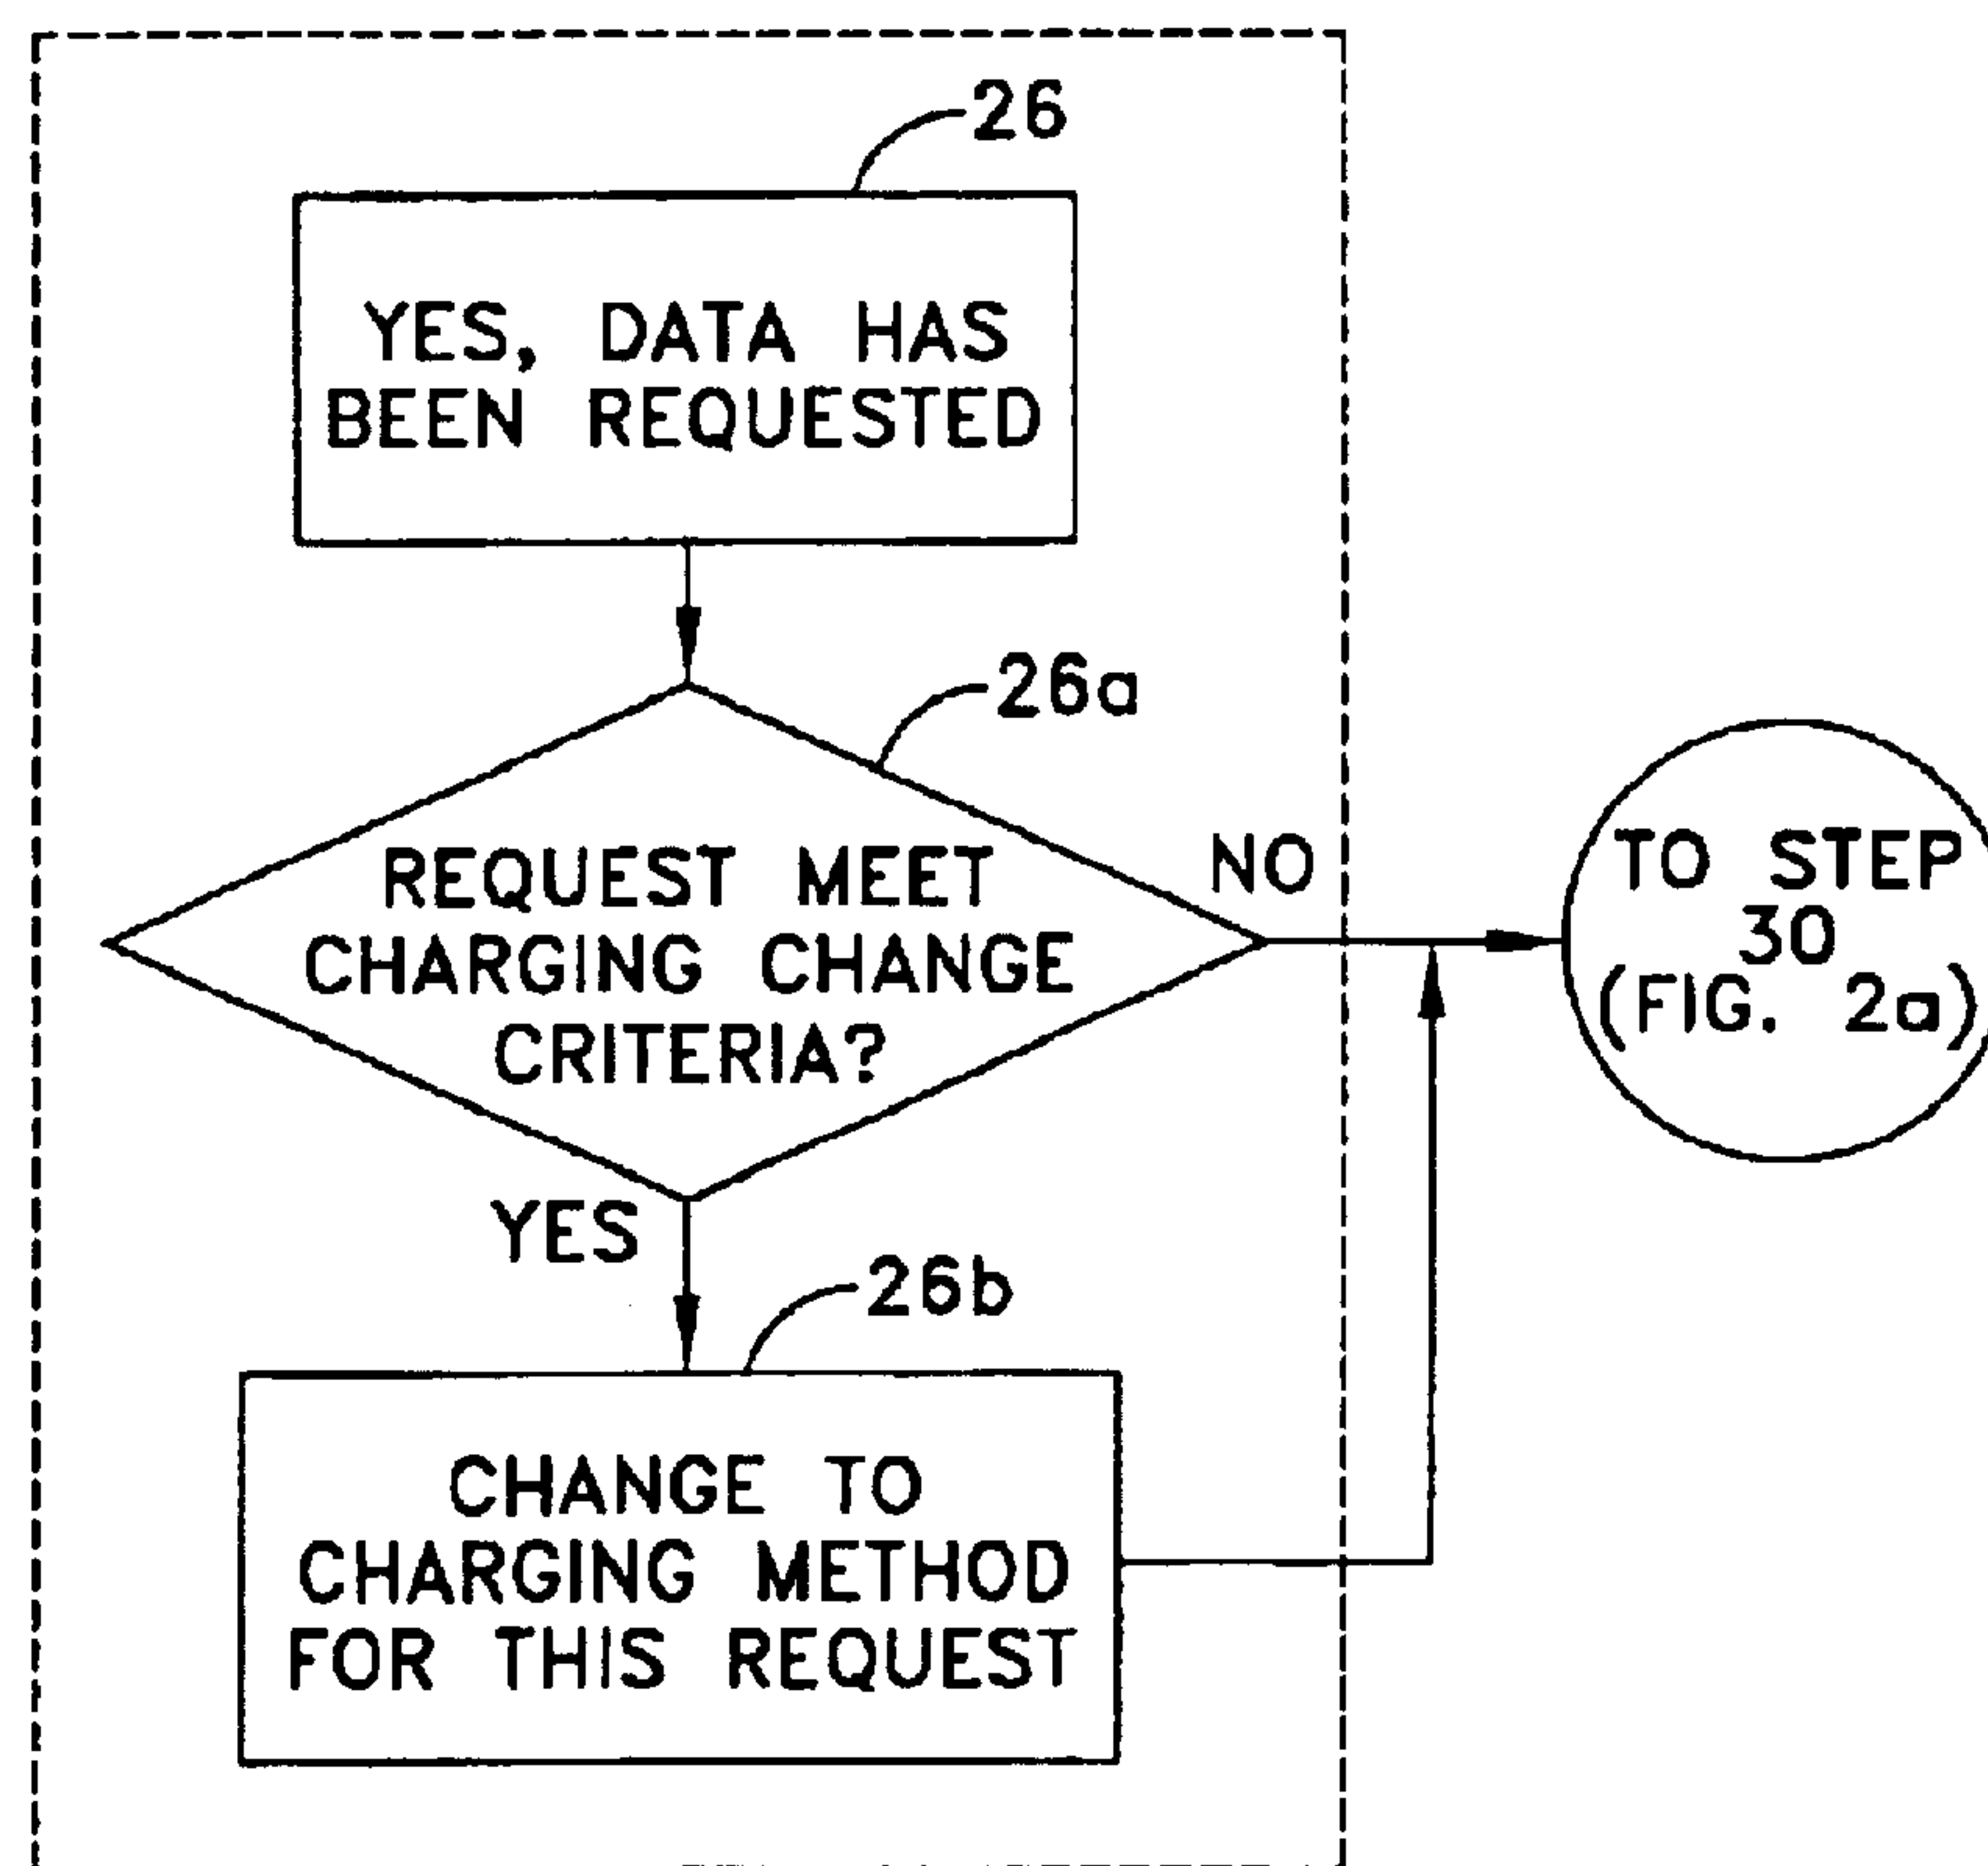 26
YES, DATA HAS
BEEN REQUESTED
26a
REQUEST MEET
CHARGING CHANGE
CRITERIA?
NO
TO STEP
30
(FIG. 2a)
YES
26b
CHANGE TO
CHARGING METHOD
FOR THIS REQUEST